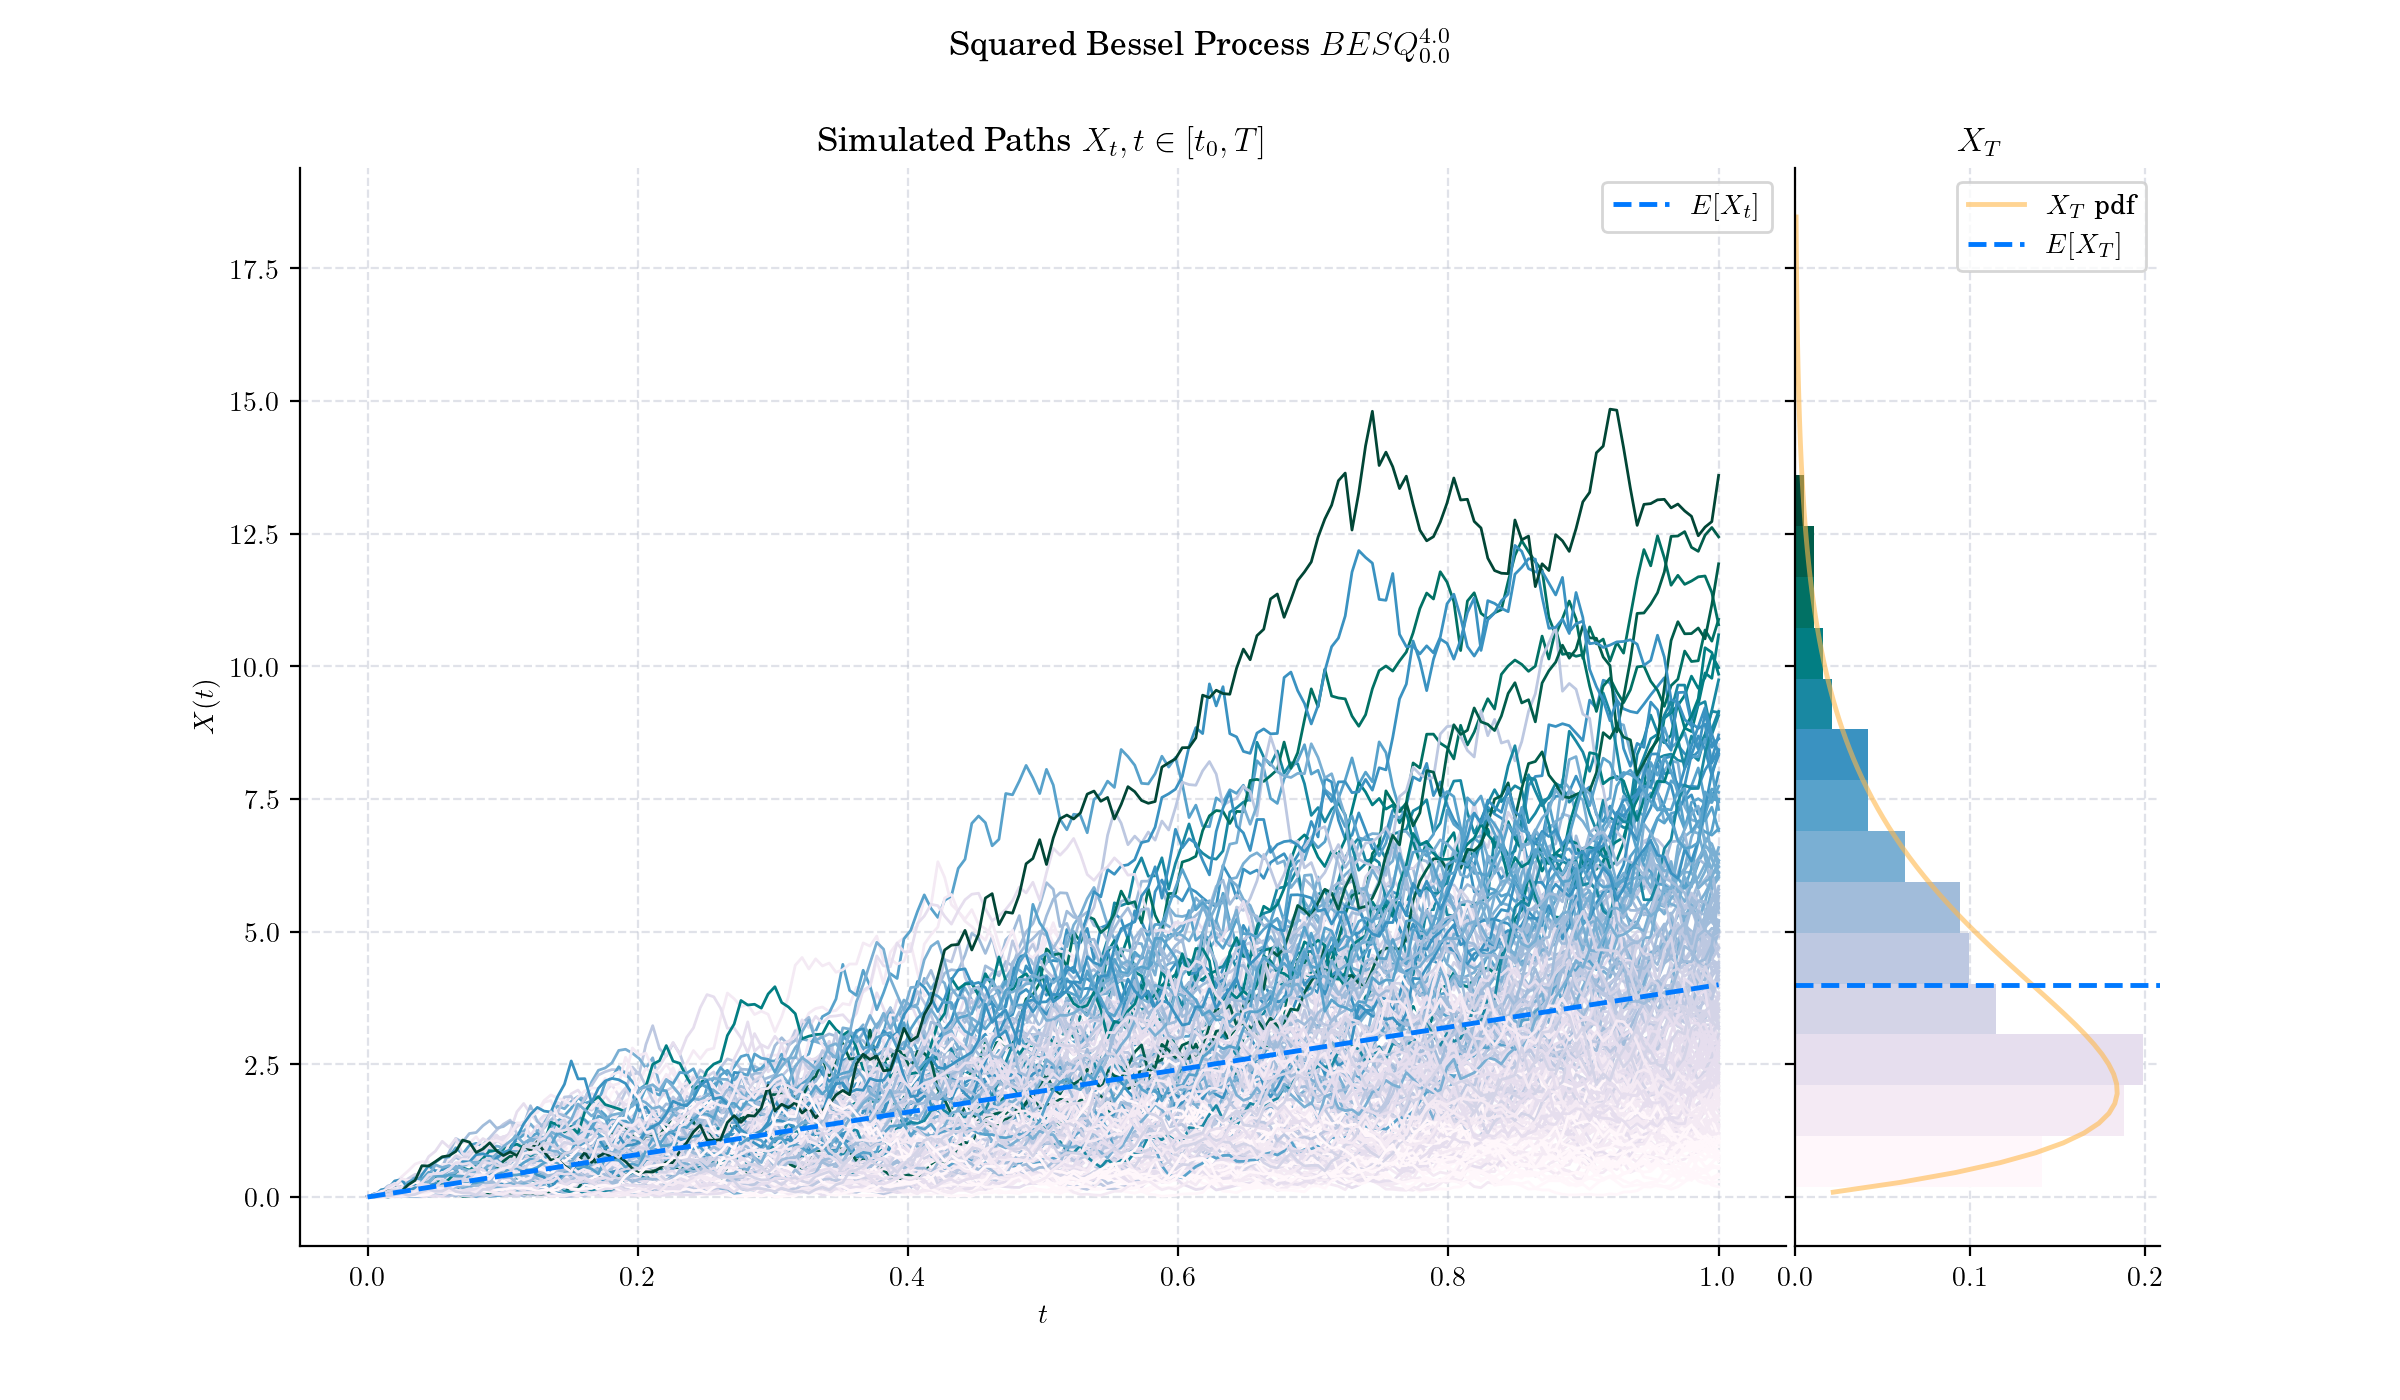 Squared Bessel Process $BESQ_{0.0}^{4.0}$
Simulated Paths $X_t, t \in [t_0, T]$
$X_T$
$E[X_t]$
$X_T$ pdf
$E[X_T]$
17.5
15.0
12.5
10.0
7.5
5.0
2.5
0.0
$X(t)$
0.0 0.2 0.4 0.6 0.8 1.0
0.0 0.1 0.2
$t$